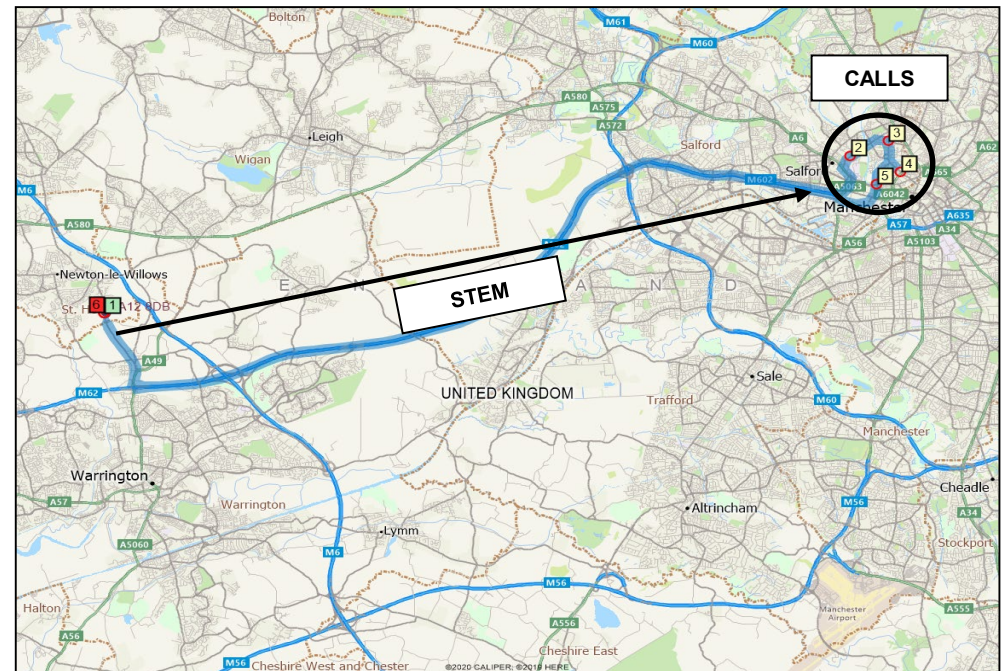 Bolton
M61
M60
CALLS
A580
A575
A572
A6
3
A62
Leigh
Salford
2
Wigan
M6
4
Salford
A665
5
M602
A5063
A6042
Manchester
A580
A57
A635
A34
A56
A5103
Newton-le-Willows
E N
A N D
6
1
STEM
A49
M62
UNITED KINGDOM
Sale
Trafford
M60
Manchester
Warrington
Cheadle
A57
Warrington
M56
Altrincham
A34
A5060
Lymm
Stockport
M6
M56
Halton
Manchester
Airport
A555
A556
A56
Cheshire East
M56
Cheshire West and Chester
©2020 CALIPER; ©2019 HERE